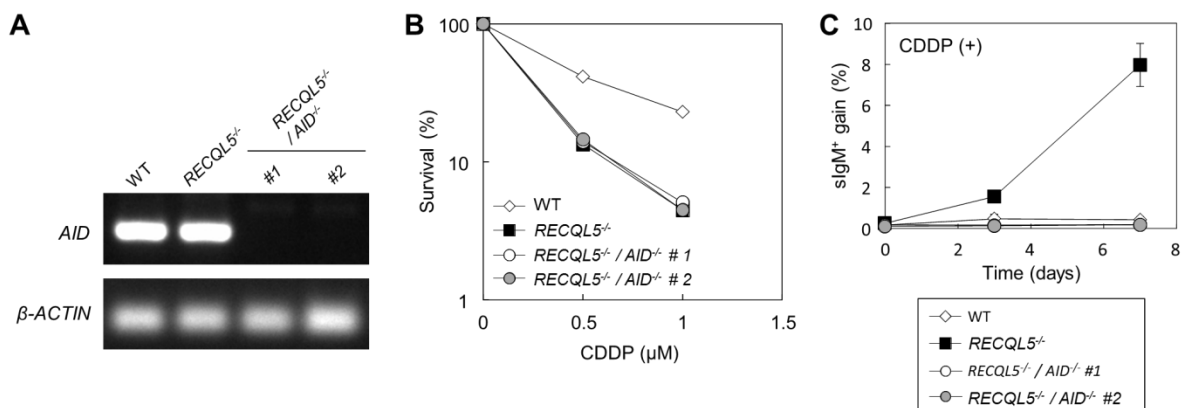 A
WT
RECQL5-/-
RECQL5-/-
/ AID-/-
#1
#2
AID
β-ACTIN
B
100
10
1
Survival (%)
0
0.5
1
1.5
CDDP (μM)
WT
RECQL5-/-
RECQL5-/- / AID-/- # 1
RECQL5-/- / AID-/- # 2
C
CDDP (+)
10
8
6
4
2
0
sIgM+ gain (%)
0
2
4
6
8
Time (days)
WT
RECQL5-/-
RECQL5-/- / AID-/- #1
RECQL5-/- / AID-/- #2